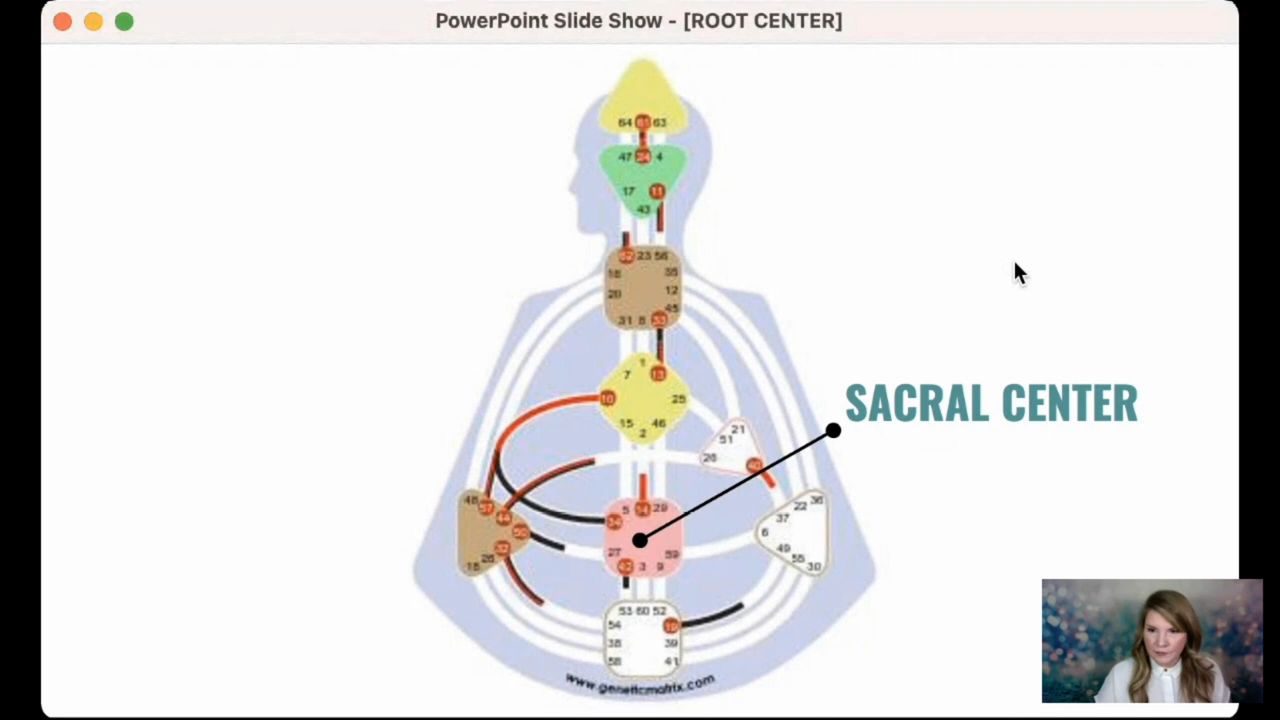 PowerPoint Slide Show - [ROOT CENTER]
64 61 63
47 24 4
17 11
43
62 23 56
16 35
20 12
45
31 8 33
1
7 13
10 25
15 46
2
21
51
26 40
SACRAL CENTER
48 57 44 50 32 28 18
5 14 29
34
27 59
42 3 9
36
22
37
6
49
55
30
53 60 52
54 19
38 39
58 41
www.geneticmatrix.com